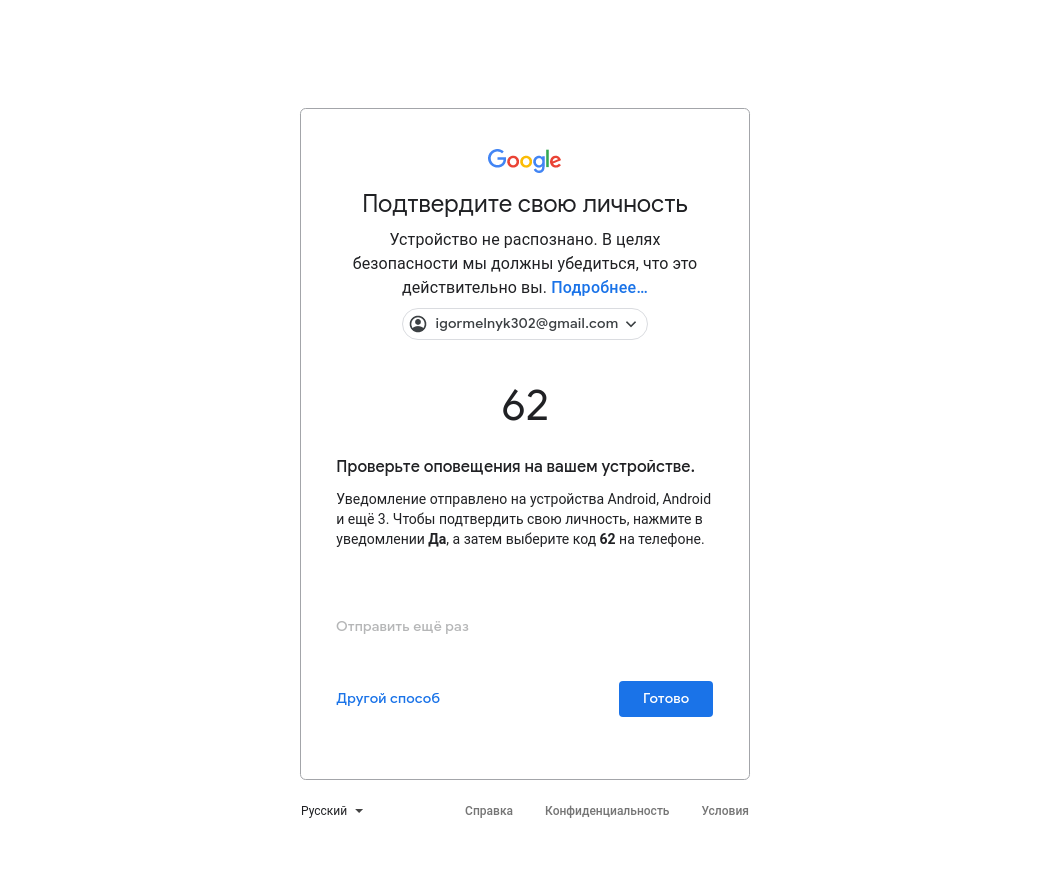 Google
Подтвердите свою личность
Устройство не распознано. В целях
безопасности мы должны убедиться, что это
действительно вы. Подробнее…
igormelnyk302@gmail.com
62
Проверьте оповещения на вашем устройстве.
Уведомление отправлено на устройства Android, Android
и ещё 3. Чтобы подтвердить свою личность, нажмите в
уведомлении Да, а затем выберите код 62 на телефоне.
Отправить ещё раз
Другой способ
Готово
Русский
Справка
Конфиденциальность
Условия